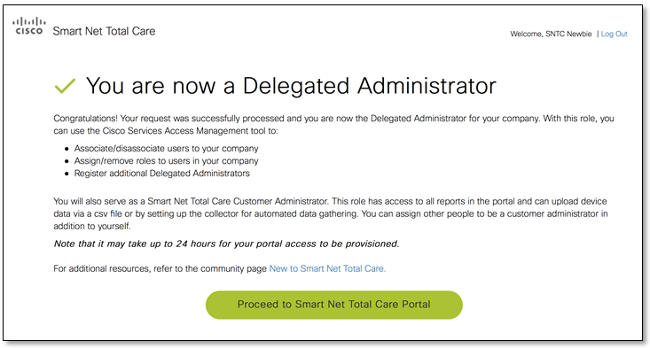 CISCO Smart Net Total Care
Welcome, SNTC Newbie | Log Out
You are now a Delegated Administrator
Congratulations! Your request was successfully processed and you are now the Delegated Administrator for your company. With this role, you
can use the Cisco Services Access Management tool to:
• Associate/disassociate users to your company
• Assign/remove roles to users in your company
• Register additional Delegated Administrators
You will also serve as a Smart Net Total Care Customer Administrator. This role has access to all reports in the portal and can upload device
data via a csv file or by setting up the collector for automated data gathering. You can assign other people to be a customer administrator in
addition to yourself.
Note that it may take up to 24 hours for your portal access to be provisioned.
For additional resources, refer to the community page New to Smart Net Total Care.
Proceed to Smart Net Total Care Portal